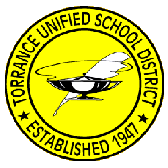 TORRANCE UNIFIED SCHOOL DISTRICT
★ ESTABLISHED 1947 ★